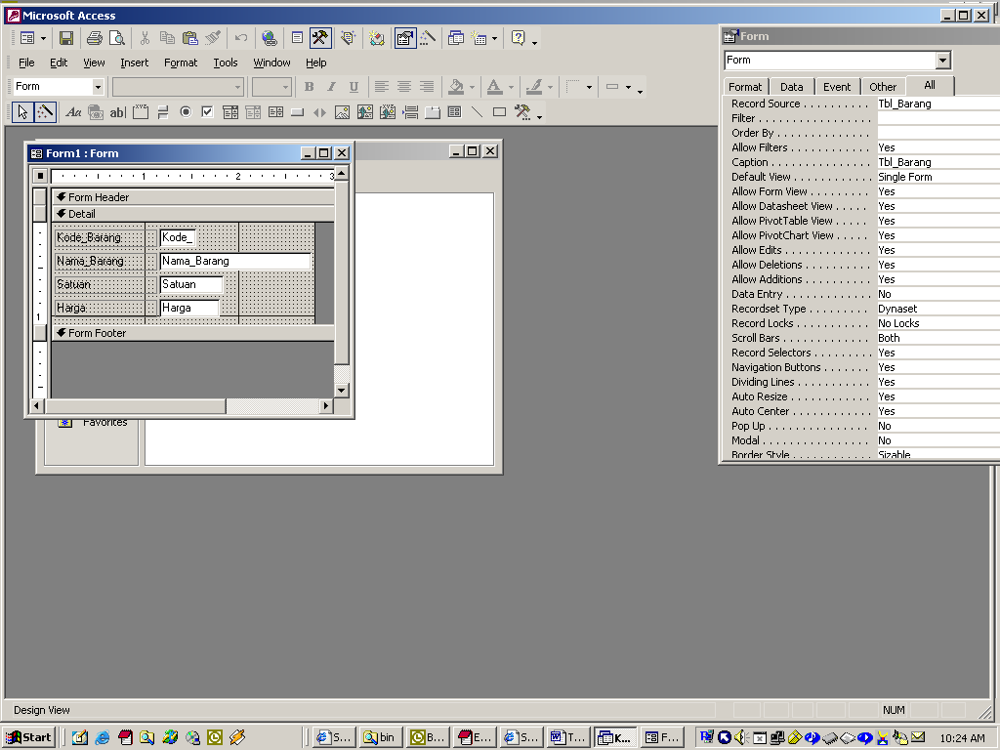 Microsoft Access
File Edit View Insert Format Tools Window Help
Form
B I U
Aa ab|
Form1 : Form
1 2 3
Form Header
Detail
Kode_Barang Kode_
Nama_Barang Nama_Barang
Satuan Satuan
1
Harga Harga
Form Footer
Favorites
Form
Form
Format Data Event Other All
Record Source . . . . . . . . . . Tbl_Barang
Filter . . . . . . . . . . . . . . . . . .
Order By . . . . . . . . . . . . . . .
Allow Filters . . . . . . . . . . . . Yes
Caption . . . . . . . . . . . . . . . . Tbl_Barang
Default View . . . . . . . . . . . . Single Form
Allow Form View . . . . . . . . . Yes
Allow Datasheet View . . . . . Yes
Allow PivotTable View . . . . . Yes
Allow PivotChart View . . . . . Yes
Allow Edits . . . . . . . . . . . . . Yes
Allow Deletions . . . . . . . . . . Yes
Allow Additions . . . . . . . . . . Yes
Data Entry . . . . . . . . . . . . . No
Recordset Type . . . . . . . . . Dynaset
Record Locks . . . . . . . . . . . No Locks
Scroll Bars . . . . . . . . . . . . . Both
Record Selectors . . . . . . . . . Yes
Navigation Buttons . . . . . . . Yes
Dividing Lines . . . . . . . . . . . Yes
Auto Resize . . . . . . . . . . . . Yes
Auto Center . . . . . . . . . . . . Yes
Pop Up . . . . . . . . . . . . . . . . No
Modal . . . . . . . . . . . . . . . . . No
Border Style . . . . . . . . . . . . Sizable
Design View NUM
Start S... bin B... E... S... T... K... F... 10:24 AM